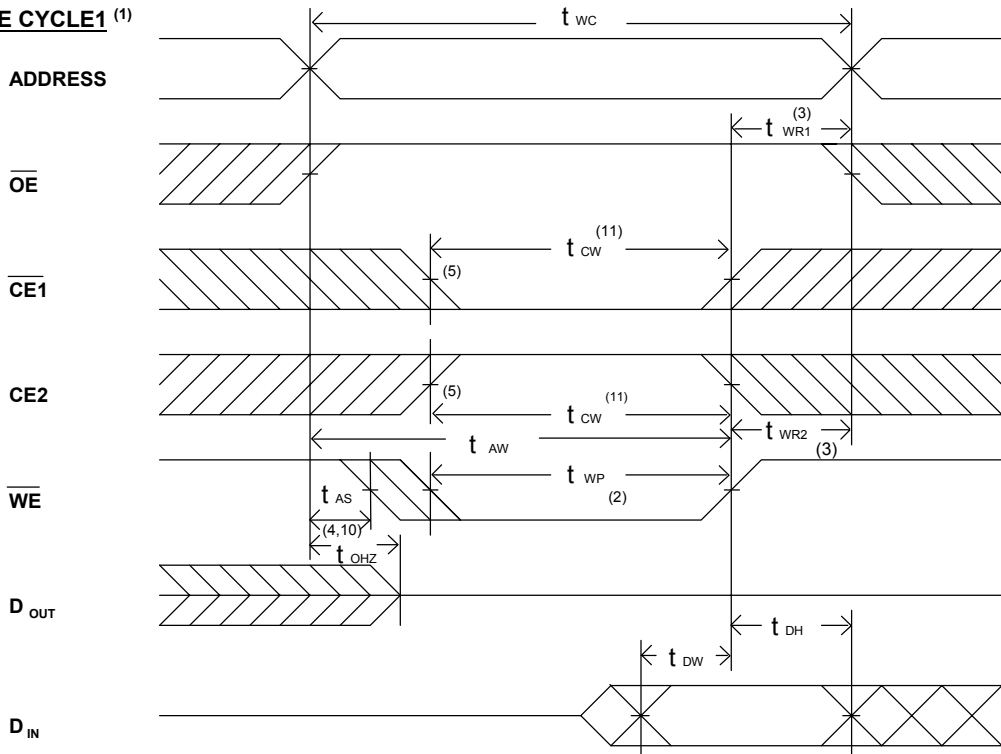 E CYCLE1 (1)
t WC
ADDRESS
t WR1 (3)
OE
t CW (11)
CE1
(5)
CE2
(5)
t CW (11)
t WR2 (3)
t AW
WE
t WP (2)
t AS
(4,10)
t OHZ
D OUT
t DH
t DW
D IN